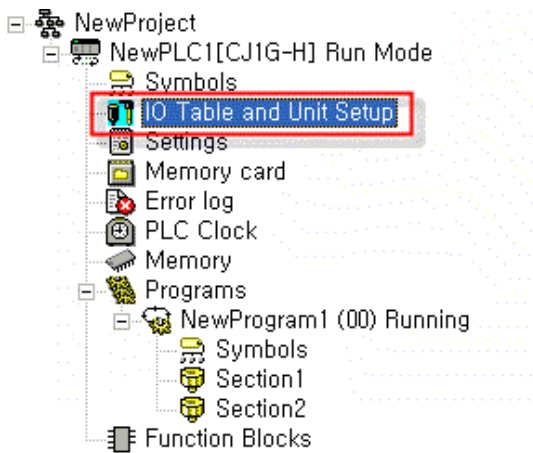 NewProject
NewPLC1[CJ1G-H] Run Mode
Symbols
IO Table and Unit Setup
Settings
Memory card
Error log
PLC Clock
Memory
Programs
NewProgram1 (00) Running
Symbols
Section1
Section2
Function Blocks